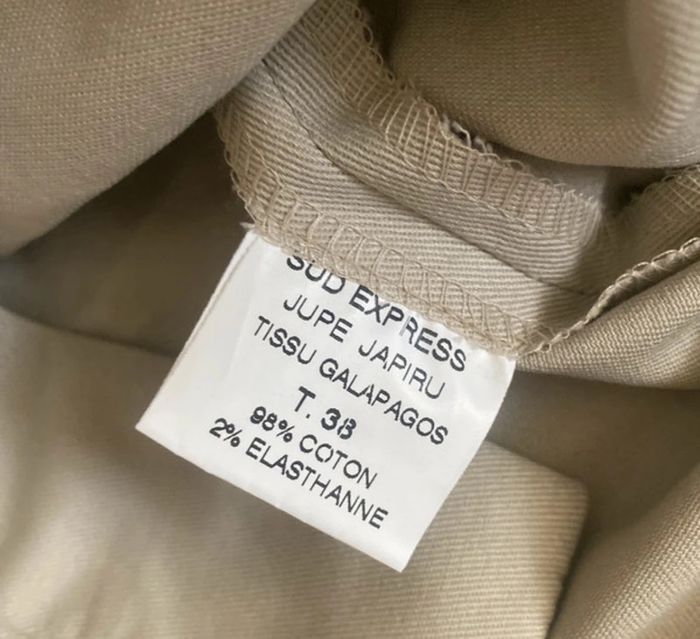 SUD EXPRESS
JUPE JAPIRU
TISSU GALAPAGOS
T. 38
98% COTON
2% ELASTHANNE